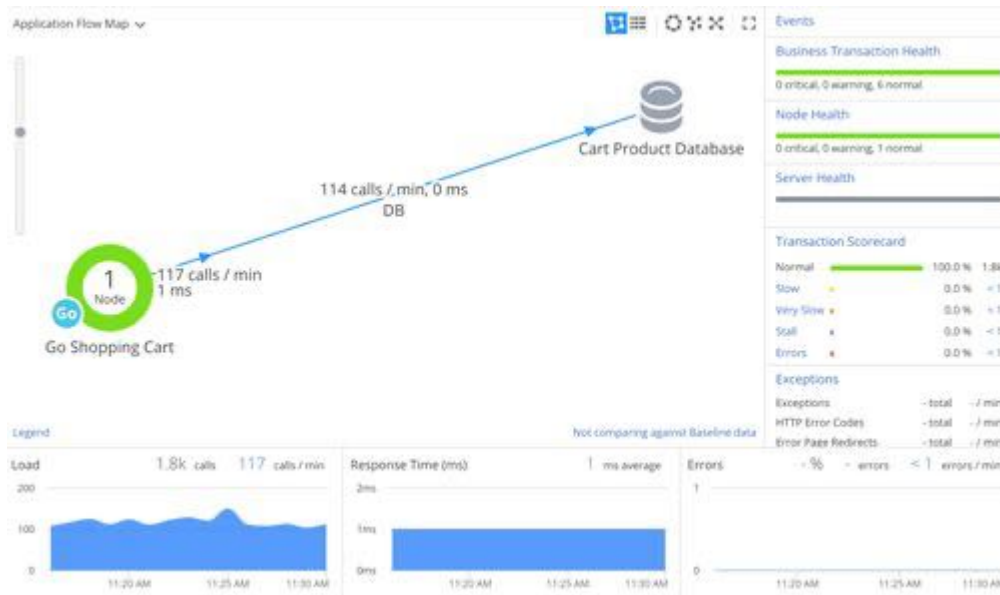 Application Flow Map
Events
Business Transaction Health
0 critical, 0 warning, 6 normal
Node Health
0 critical, 0 warning, 1 normal
Server Health
Cart Product Database
114 calls / min, 0 ms
DB
117 calls / min
1 ms
1
Node
Go
Go Shopping Cart
Transaction Scorecard
Normal 100.0 % 1.8k
Slow 0.0 % < 1
Very Slow 0.0 % < 1
Stall 0.0 % < 1
Errors 0.0 % < 1
Exceptions
Exceptions - total - / min
HTTP Error Codes - total - / min
Error Page Redirects - total - / min
Legend
Not comparing against Baseline data
Load 1.8k calls 117 calls / min
200
100
0
11:20 AM 11:25 AM 11:30 AM
Response Time (ms) 1 ms average
2ms
1ms
0ms
11:20 AM 11:25 AM 11:30 AM
Errors - % - errors < 1 errors / min
1
0
11:20 AM 11:25 AM 11:30 AM